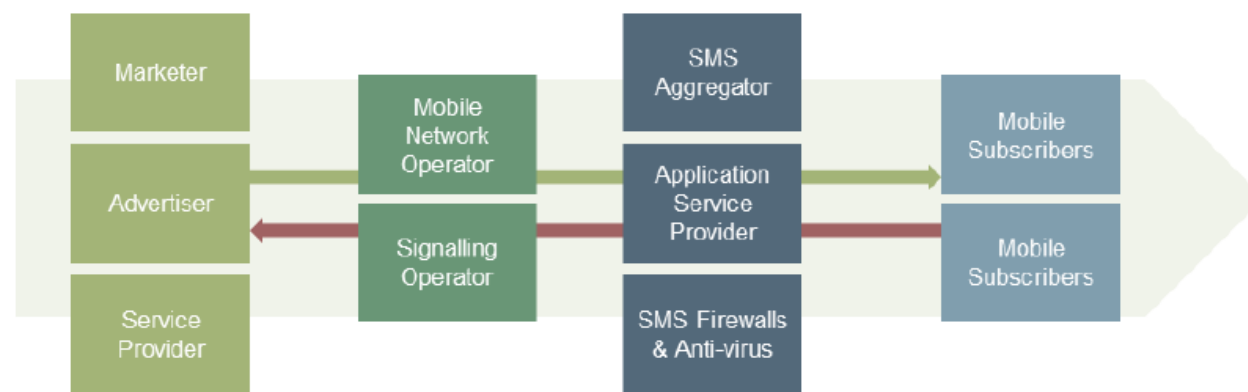 Marketer
Advertiser
Service
Provider
Mobile
Network
Operator
Signalling
Operator
SMS
Aggregator
Application
Service
Provider
SMS Firewalls
& Anti-virus
Mobile
Subscribers
Mobile
Subscribers